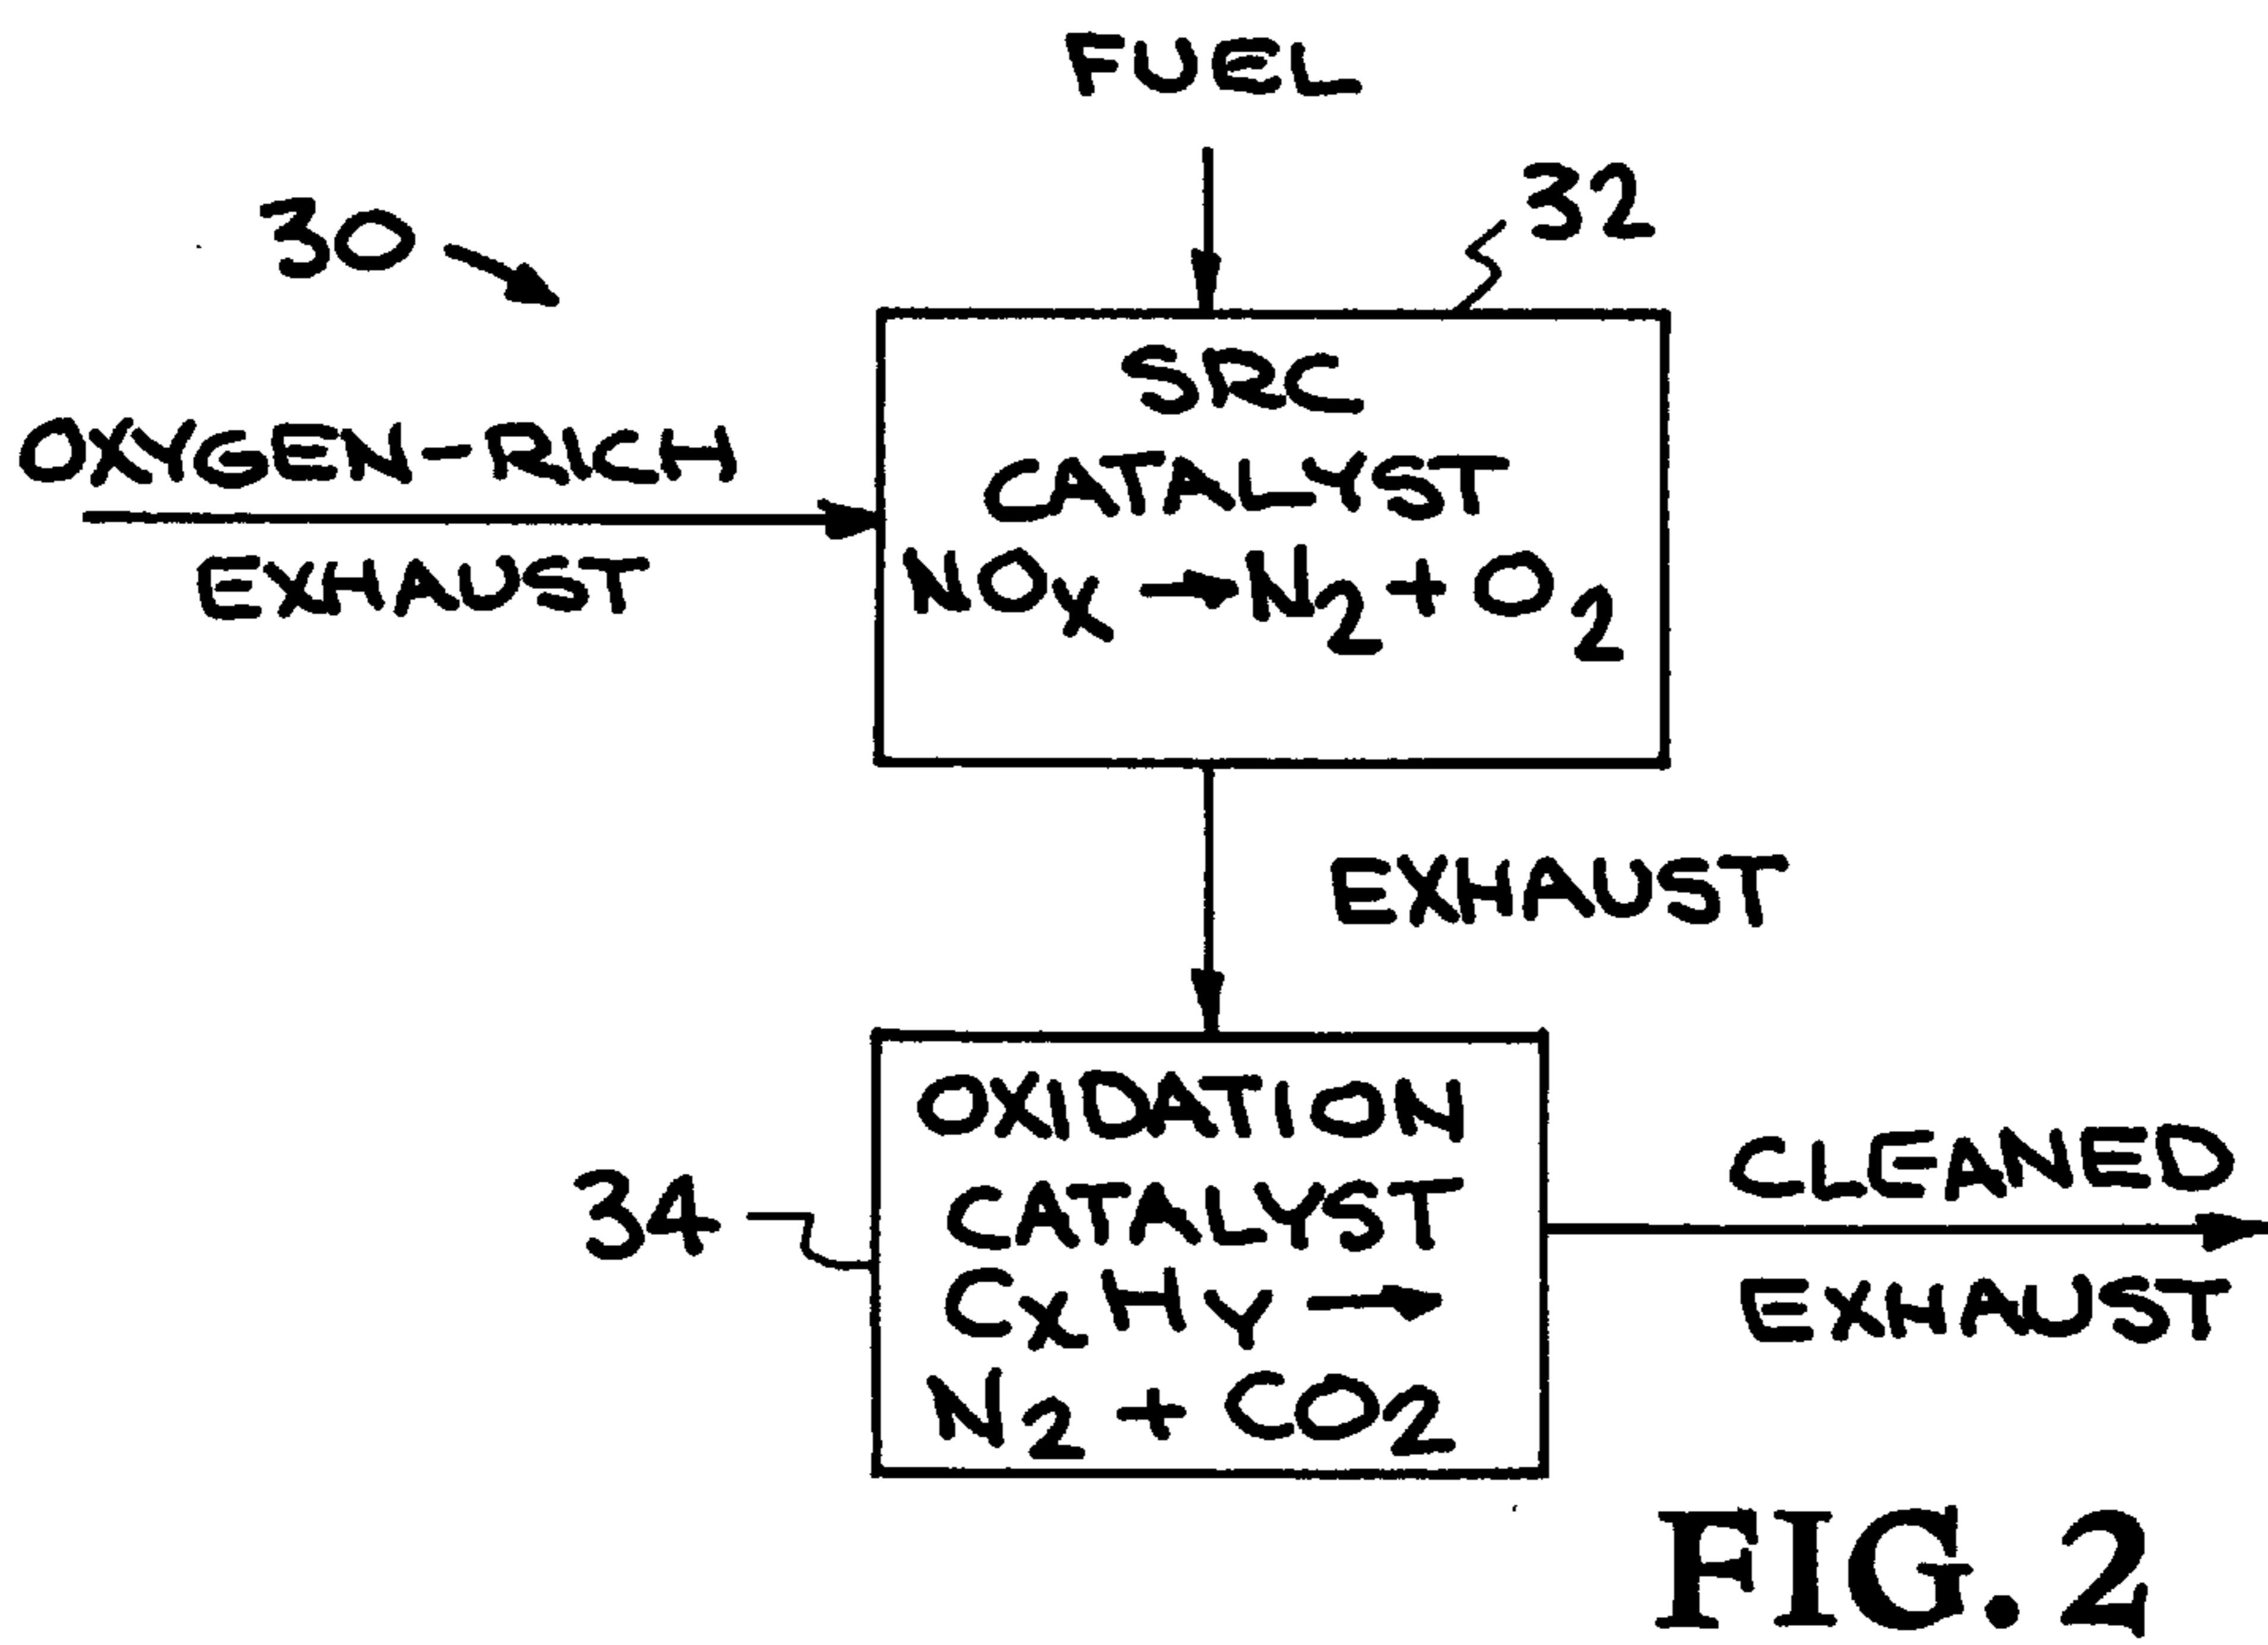 FUEL
30
32
OXYGEN-RICH
EXHAUST
SRC
CATALYST
NOx → N2 + O2
EXHAUST
34
OXIDATION
CATALYST
CxHy →
N2 + CO2
CLEANED
EXHAUST
FIG. 2